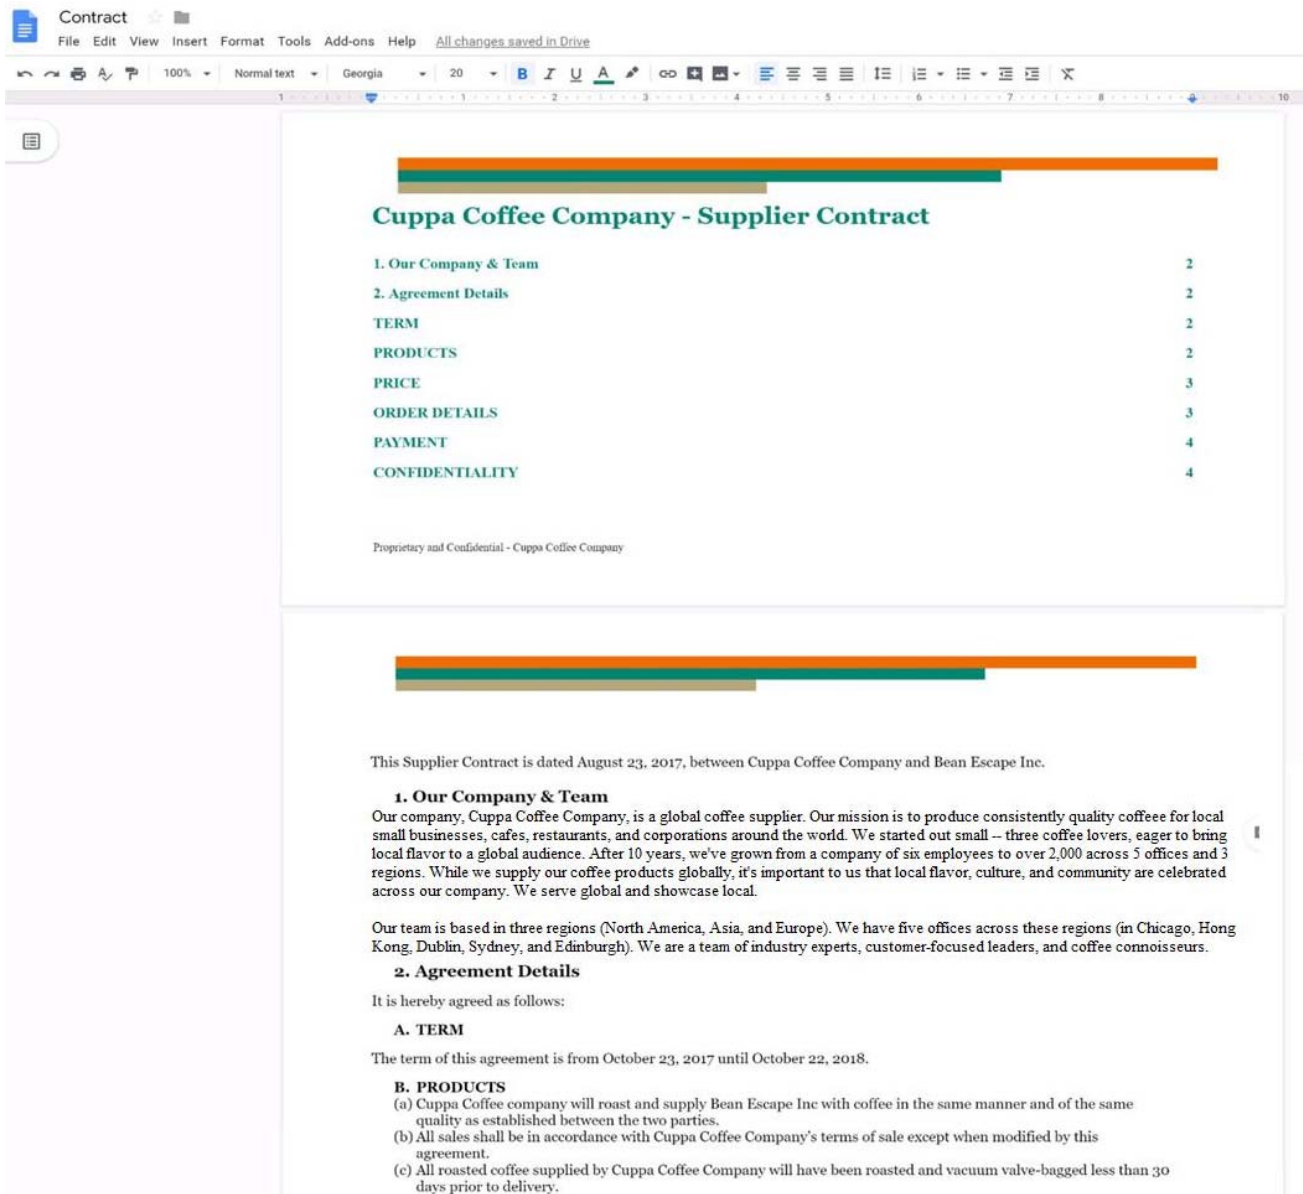 Contract
File Edit View Insert Format Tools Add-ons Help All changes saved in Drive
100% Normal text Georgia 20 B I U A
1 1 2 3 4 5 6 7 8 10
Cuppa Coffee Company - Supplier Contract
1. Our Company & Team 2
2. Agreement Details 2
TERM 2
PRODUCTS 2
PRICE 3
ORDER DETAILS 3
PAYMENT 4
CONFIDENTIALITY 4
Proprietary and Confidential - Cuppa Coffee Company
This Supplier Contract is dated August 23, 2017, between Cuppa Coffee Company and Bean Escape Inc.
1. Our Company & Team
Our company, Cuppa Coffee Company, is a global coffee supplier. Our mission is to produce consistently quality coffeee for local
small businesses, cafes, restaurants, and corporations around the world. We started out small -- three coffee lovers, eager to bring
local flavor to a global audience. After 10 years, we've grown from a company of six employees to over 2,000 across 5 offices and 3
regions. While we supply our coffee products globally, it's important to us that local flavor, culture, and community are celebrated
across our company. We serve global and showcase local.
Our team is based in three regions (North America, Asia, and Europe). We have five offices across these regions (in Chicago, Hong
Kong, Dublin, Sydney, and Edinburgh). We are a team of industry experts, customer-focused leaders, and coffee connoisseurs.
2. Agreement Details
It is hereby agreed as follows:
A. TERM
The term of this agreement is from October 23, 2017 until October 22, 2018.
B. PRODUCTS
(a) Cuppa Coffee company will roast and supply Bean Escape Inc with coffee in the same manner and of the same
quality as established between the two parties.
(b) All sales shall be in accordance with Cuppa Coffee Company's terms of sale except when modified by this
agreement.
(c) All roasted coffee supplied by Cuppa Coffee Company will have been roasted and vacuum valve-bagged less than 30
days prior to delivery.